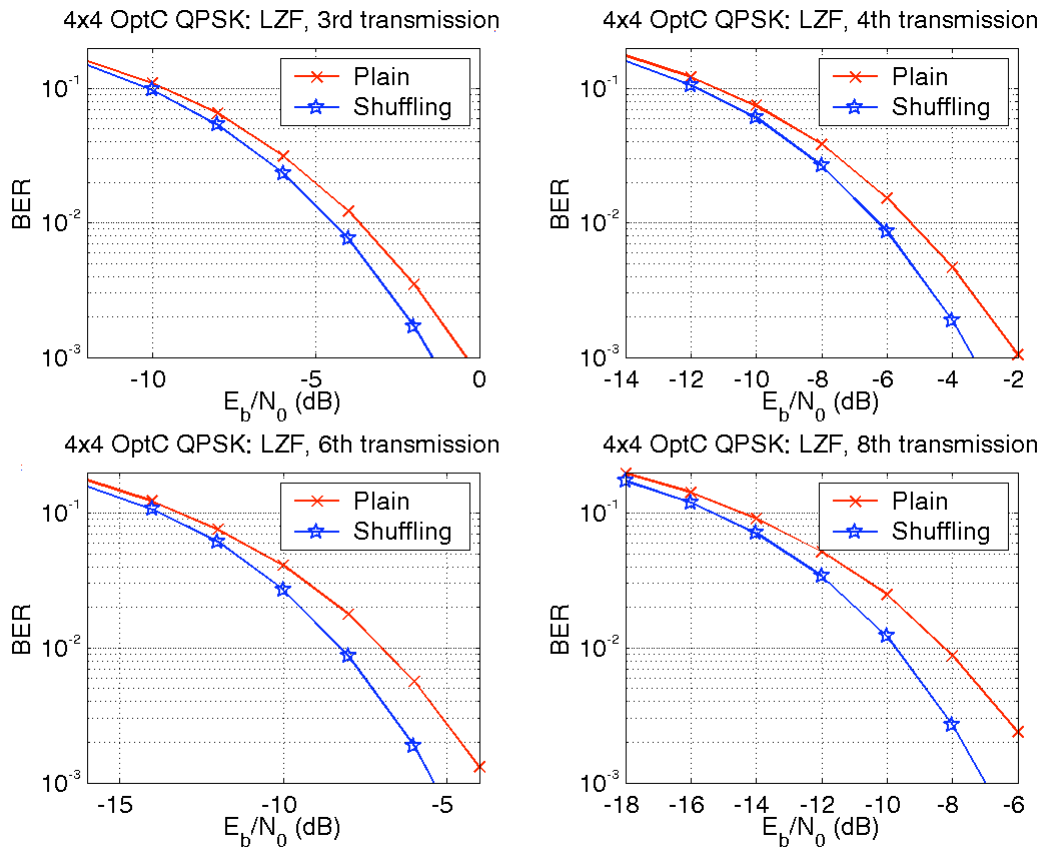 4x4 OptC QPSK: LZF, 3rd transmission
Plain
Shuffling
10^-1
10^-2
10^-3
BER
-10
-5
0
E_b/N_0 (dB)
4x4 OptC QPSK: LZF, 4th transmission
Plain
Shuffling
10^-1
10^-2
10^-3
BER
-14
-12
-10
-8
-6
-4
-2
E_b/N_0 (dB)
4x4 OptC QPSK: LZF, 6th transmission
Plain
Shuffling
10^-1
10^-2
10^-3
BER
-15
-10
-5
E_b/N_0 (dB)
4x4 OptC QPSK: LZF, 8th transmission
Plain
Shuffling
10^-1
10^-2
10^-3
BER
-18
-16
-14
-12
-10
-8
-6
E_b/N_0 (dB)